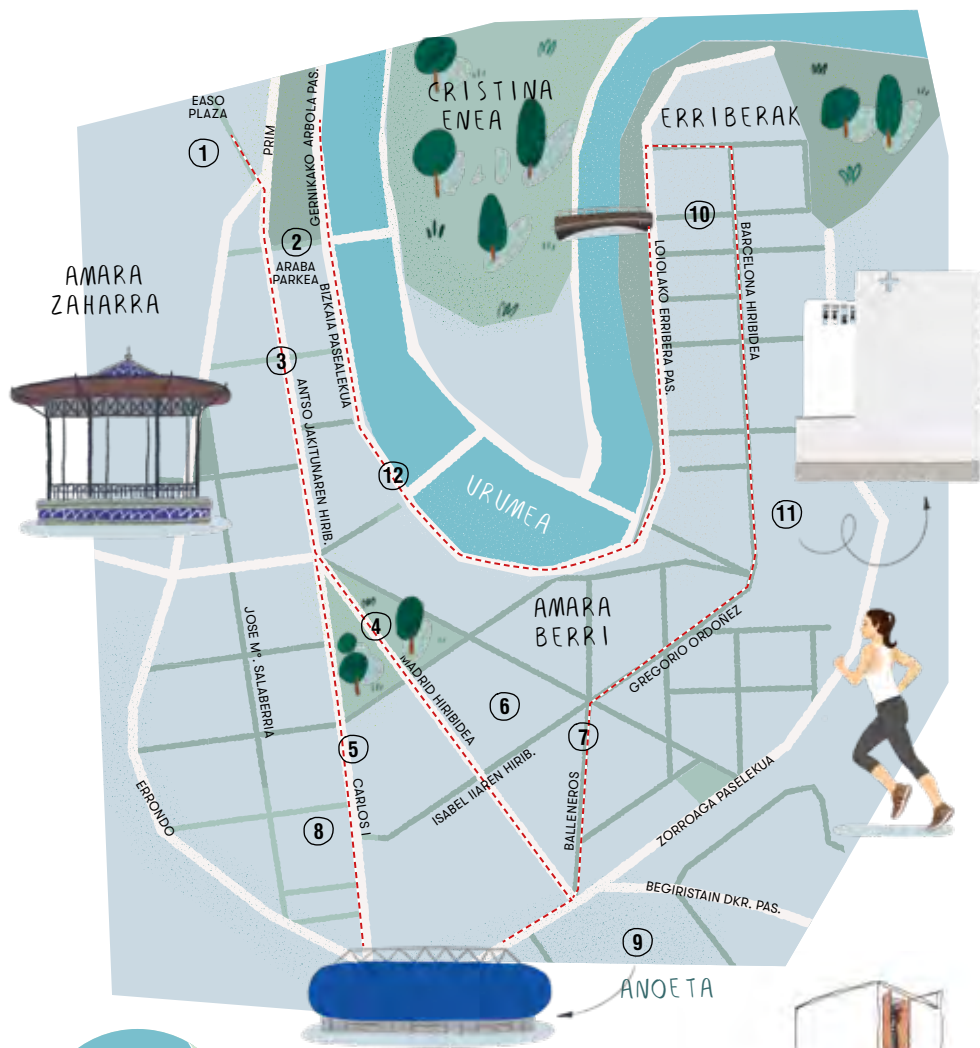 EASO
PLAZA
PRIM
GERNIKAKO ARBOLA PAS.
CRISTINA
ENEA
ERRIBERAK
1
2
ARABA
PARKEA
10
AMARA
ZAHARRA
BIZKAIA PASEALEKUA
LOIOLAKO ERRIBERA PAS.
BARCELONA HIRIBIDEA
3
ANTSO JAKITUNAREN HIRIB.
12
URUMEA
11
JOSE Mº. SALABERRIA
4
AMARA
BERRI
MADRID HIRIBIDEA
GREGORIO ORDOÑEZ
6
5
7
CARLOS I
ISABEL IIAREN HIRIB.
BALLENEROS
ZORROAGA PASELEKUA
ERRONDO
8
BEGIRISTAIN DKR. PAS.
9
ANOETA